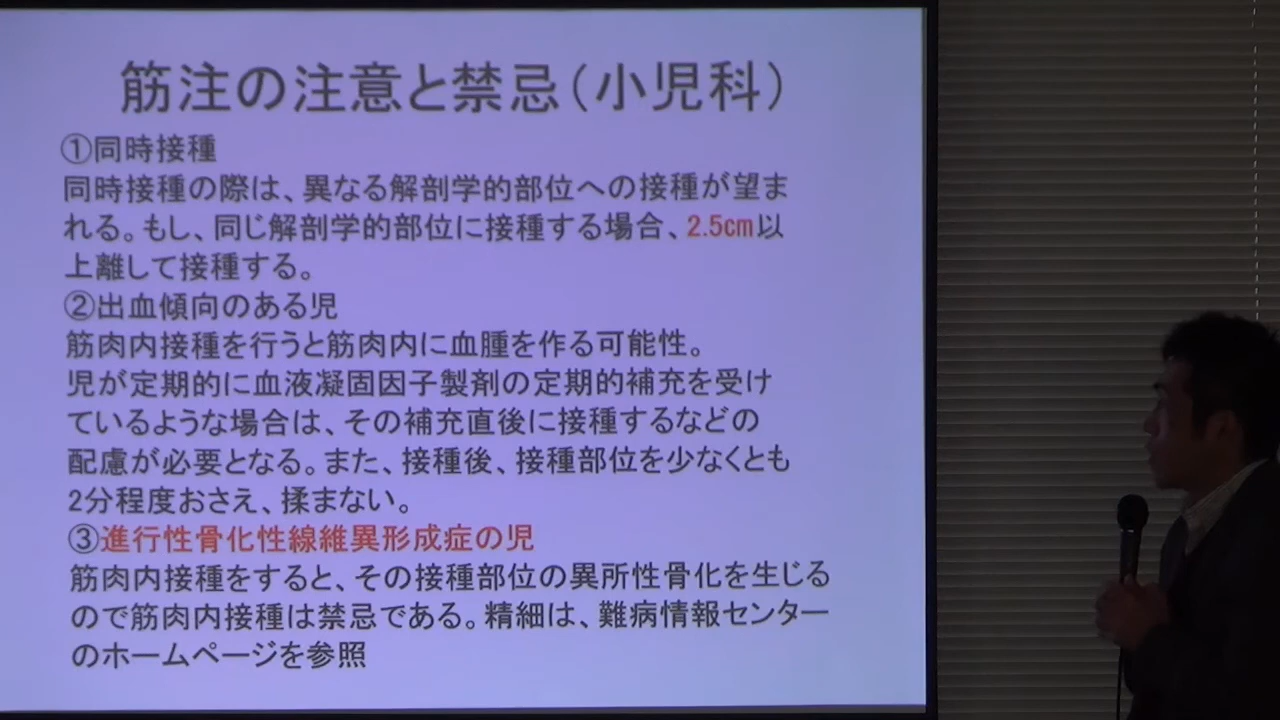 筋注の注意と禁忌(小児科)
①同時接種
同時接種の際は、異なる解剖学的部位への接種が望ま
れる。もし、同じ解剖学的部位に接種する場合、2.5cm以
上離して接種する。
②出血傾向のある児
筋肉内接種を行うと筋肉内に血腫を作る可能性。
児が定期的に血液凝固因子製剤の定期的補充を受け
ているような場合は、その補充直後に接種するなどの
配慮が必要となる。また、接種後、接種部位を少なくとも
2分程度おさえ、揉まない。
③進行性骨化性線維異形成症の児
筋肉内接種をすると、その接種部位の異所性骨化を生じる
ので筋肉内接種は禁忌である。精細は、難病情報センター
のホームページを参照